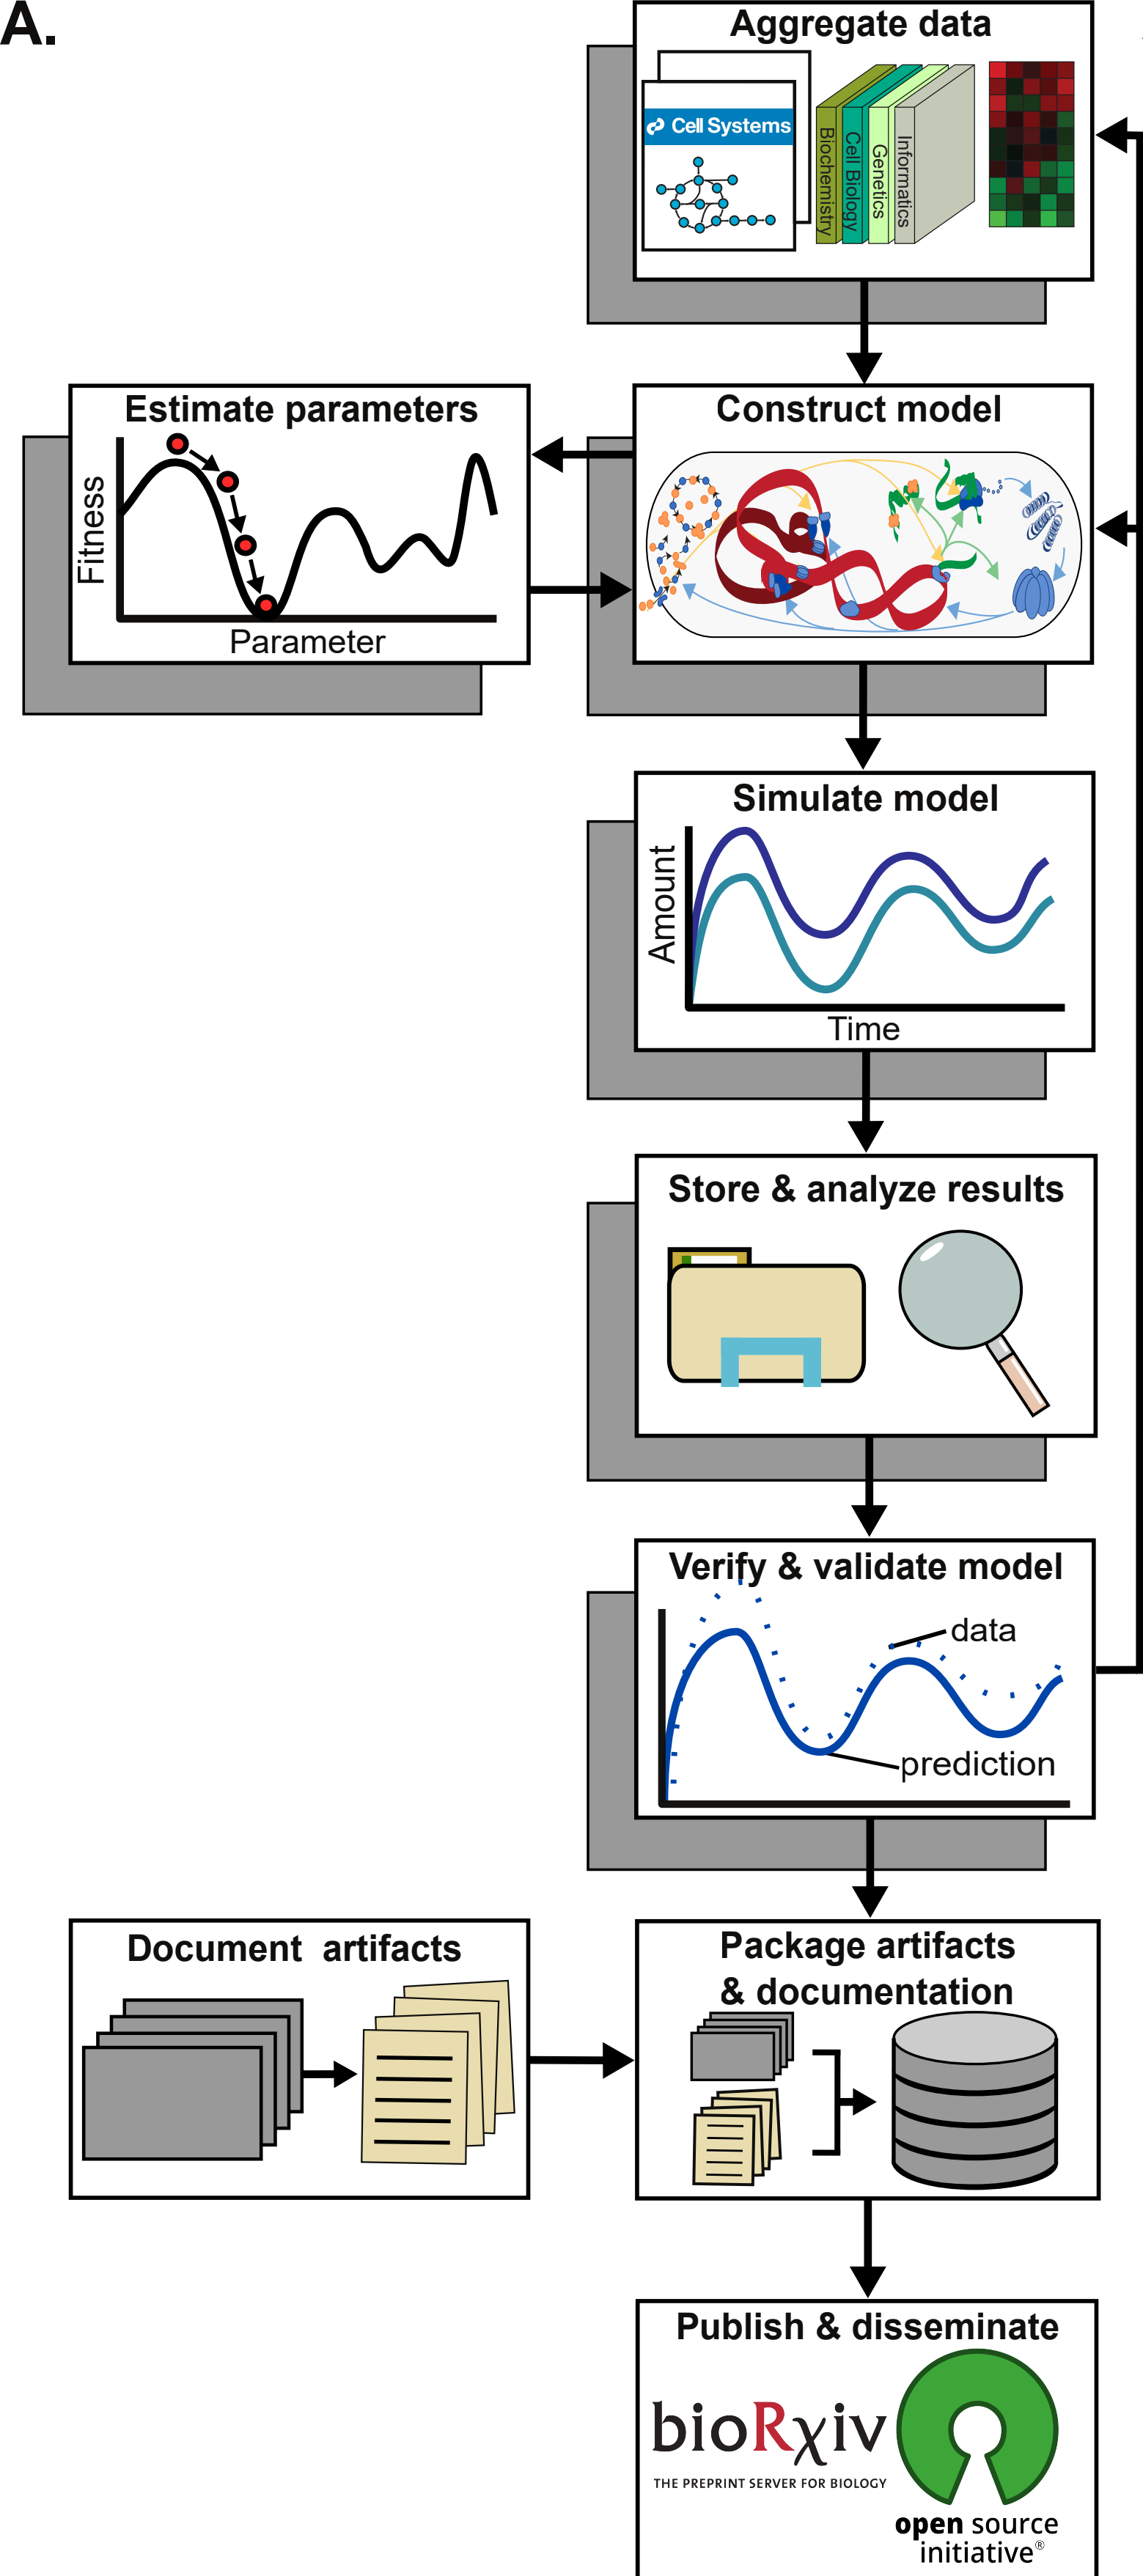 A.
Aggregate data
Cell Systems
Biochemistry
Cell Biology
Genetics
Informatics
Estimate parameters
Fitness
Parameter
Construct model
Simulate model
Amount
Time
Store & analyze results
Verify & validate model
data
prediction
Document artifacts
Package artifacts
& documentation
Publish & disseminate
bioRχiv
THE PREPRINT SERVER FOR BIOLOGY
open source
initiative®